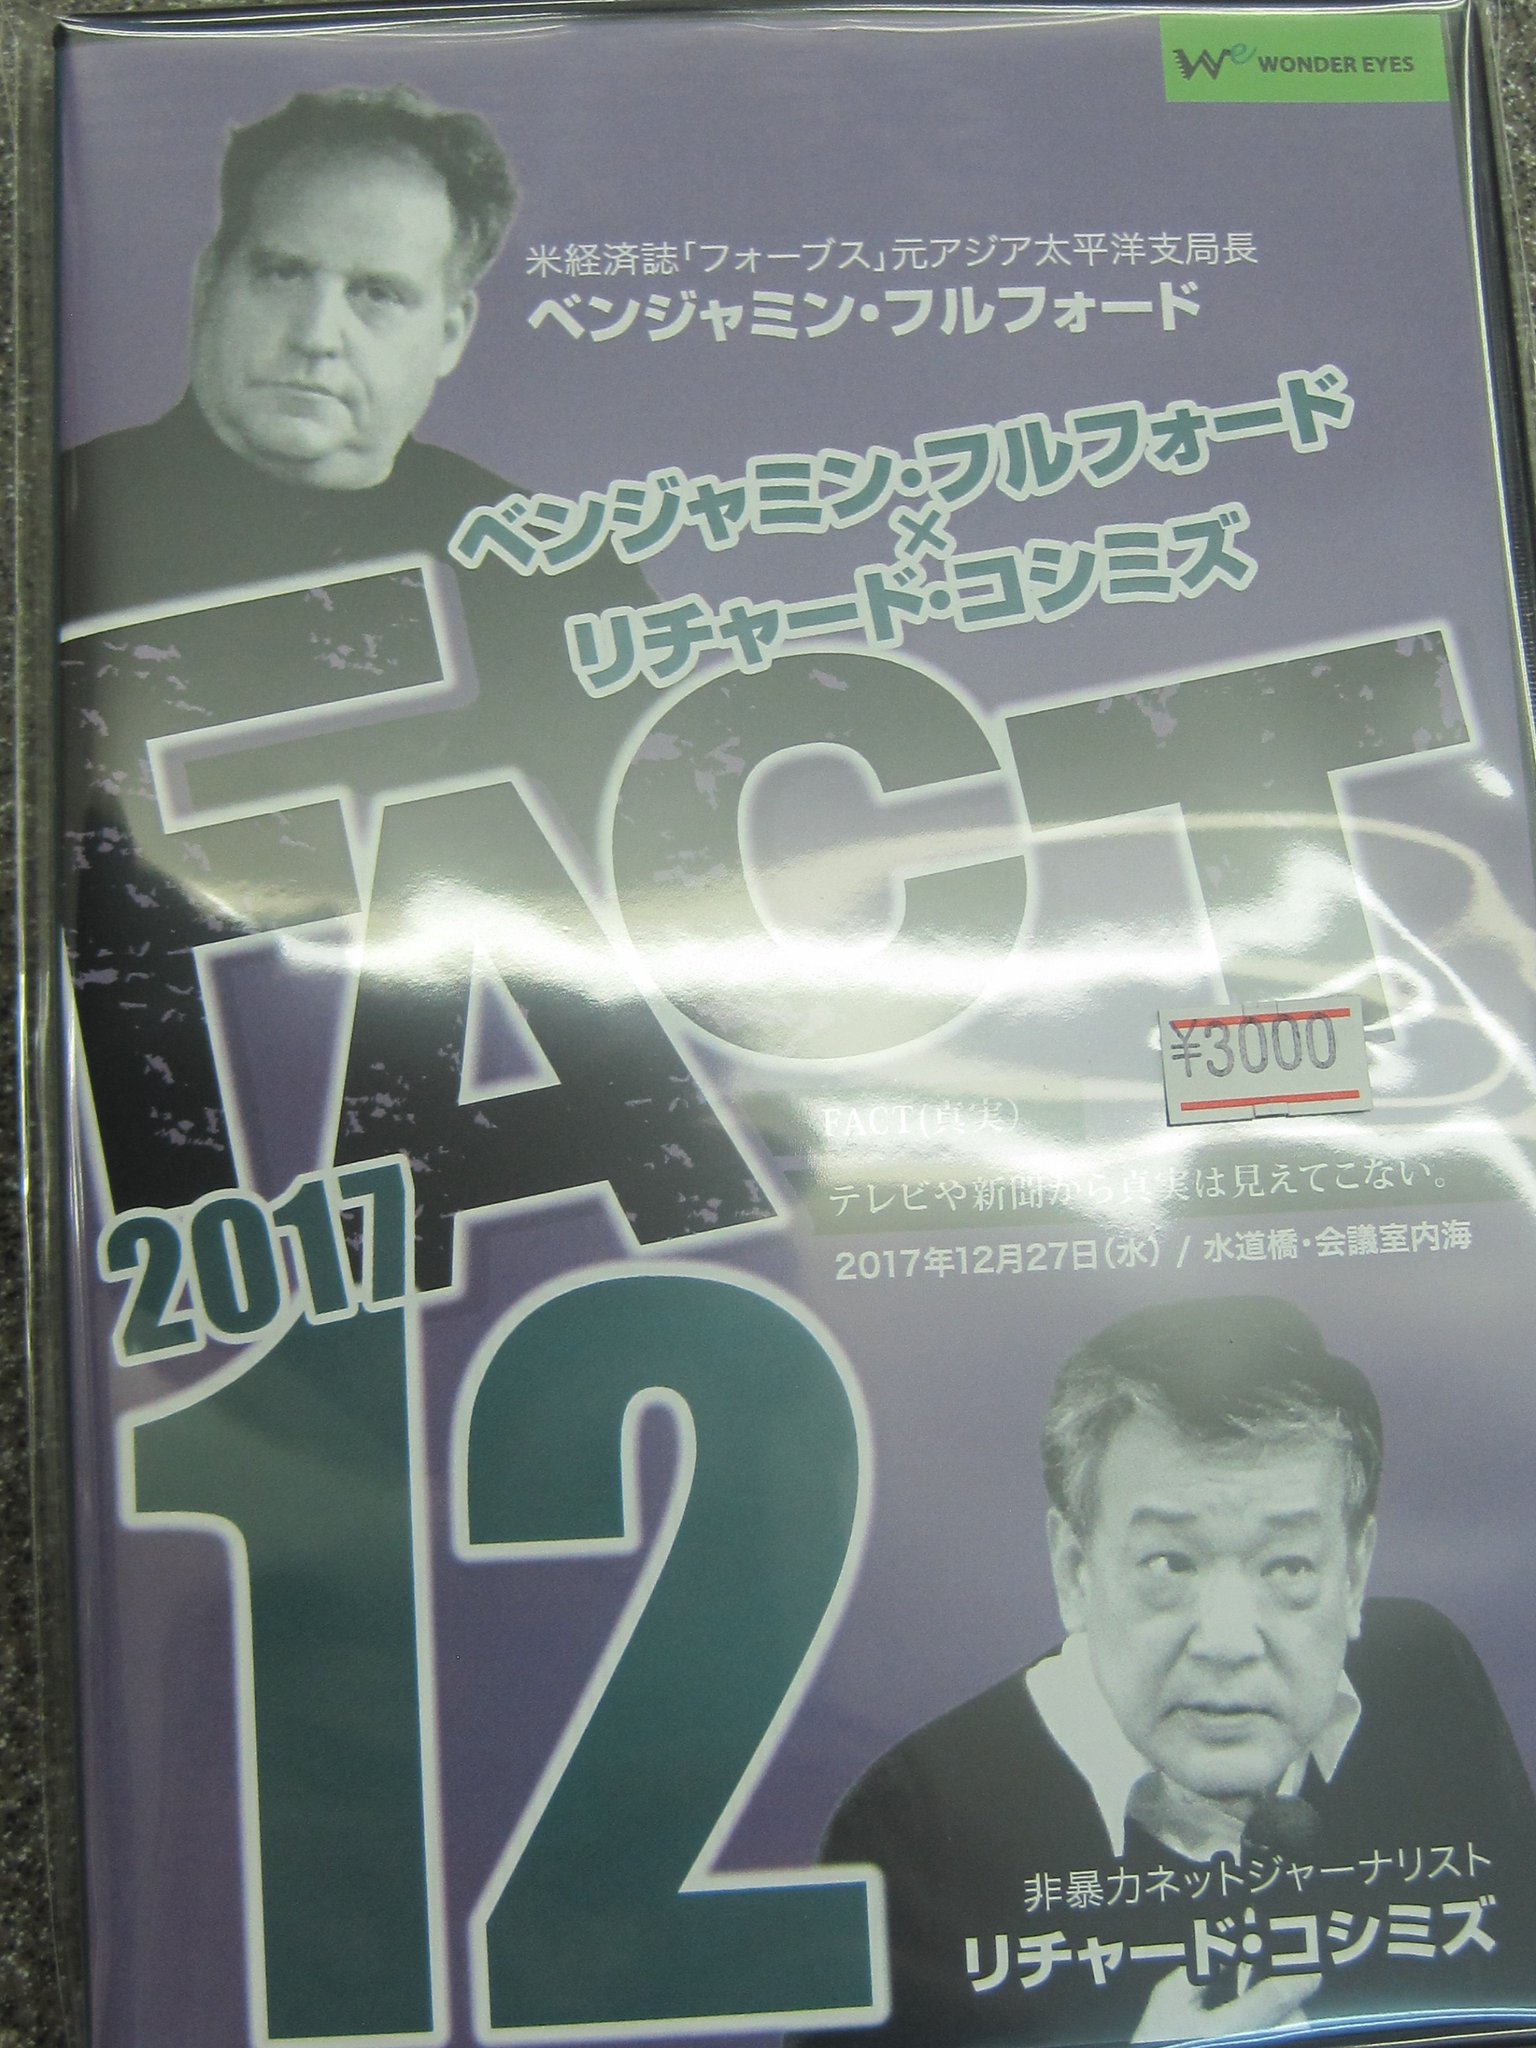 We WONDER EYES
米経済誌「フォーブス」元アジア太平洋支局長
ベンジャミン・フルフォード
ベンジャミン・フルフォード
×
リチャード・コシミズ
FACT
¥3000
FACT(真実)
テレビや新聞から真実は見えてこない。
2017年12月27日(水) / 水道橋・会議室内海
2017
12
非暴力ネットジャーナリスト
リチャード・コシミズ